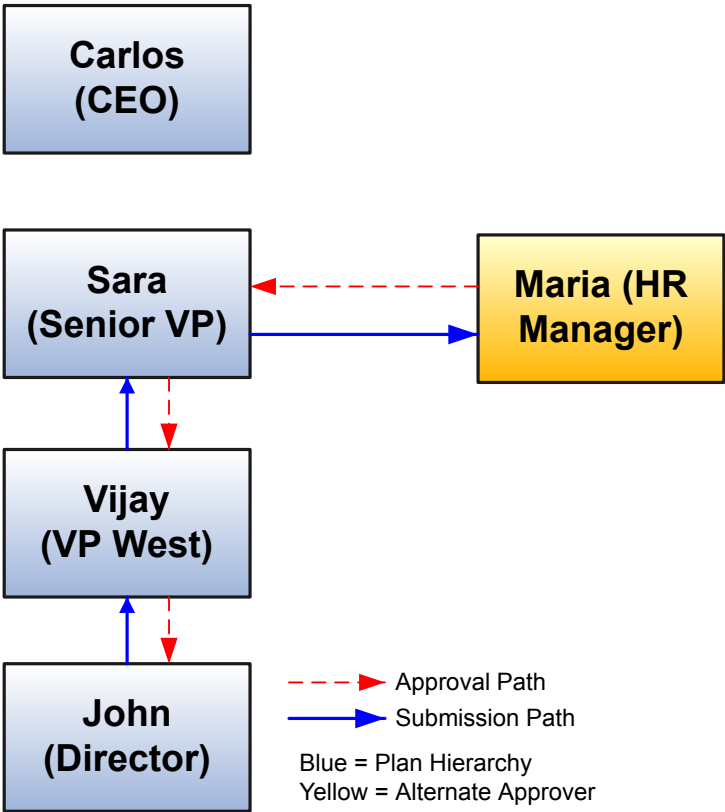 Carlos
(CEO)
Sara
(Senior VP)
Maria (HR
Manager)
Vijay
(VP West)
John
(Director)
Approval Path
Submission Path
Blue = Plan Hierarchy
Yellow = Alternate Approver